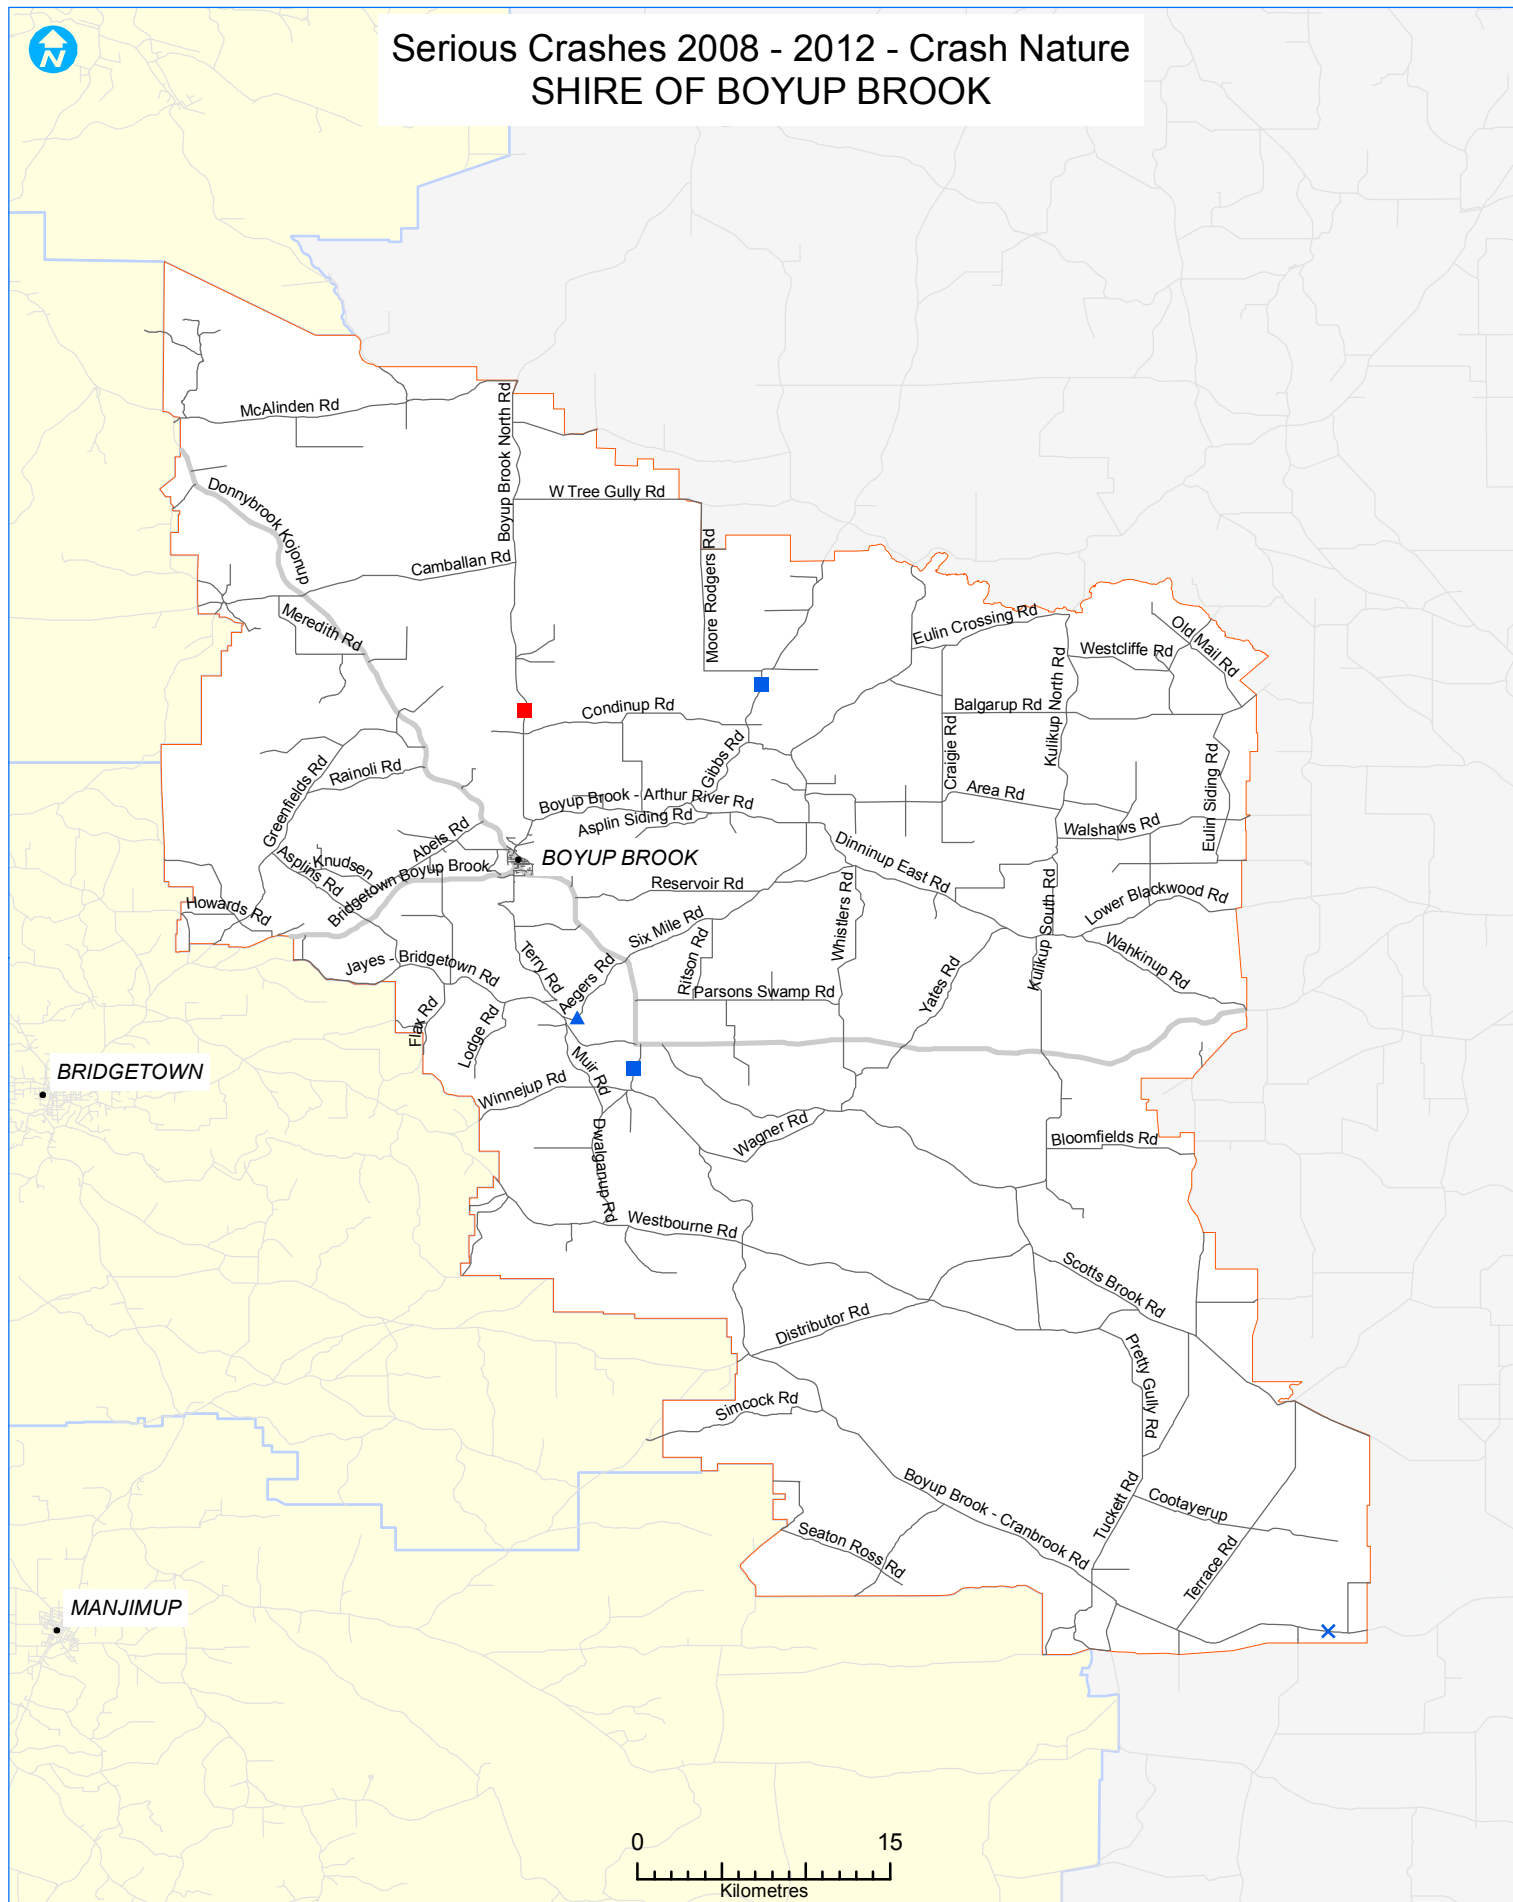 N
Serious Crashes 2008 - 2012 - Crash Nature
SHIRE OF BOYUP BROOK
McAlinden Rd
Boyup Brook North Rd
W Tree Gully Rd
Donnybrook Kojonup
Camballan Rd
Moore Rodgers Rd
Meredith Rd
Eulin Crossing Rd
Old Mail Rd
Westcliffe Rd
Kulikup North Rd
Condinup Rd
Balgarup Rd
Gibbs Rd
Craigie Rd
Eulin Siding Rd
Rainoli Rd
Greenfields Rd
Area Rd
Boyup Brook - Arthur River Rd
Asplin Siding Rd
Walshaws Rd
Abels Rd
Knudsen
Asplins Rd
Bridgetown Boyup Brook
BOYUP BROOK
Dinninup East Rd
Reservoir Rd
Howards Rd
Whistlers Rd
Kulikup South Rd
Lower Blackwood Rd
Six Mile Rd
Ritson Rd
Wahkinup Rd
Jayes - Bridgetown Rd
Terry Rd
Aegers Rd
Parsons Swamp Rd
Yates Rd
Flax Rd
Lodge Rd
Muir Rd
BRIDGETOWN
Winnejup Rd
Wagner Rd
Bloomfields Rd
Dwalganup Rd
Westbourne Rd
Scotts Brook Rd
Distributor Rd
Pretty Gully Rd
Simcock Rd
Boyup Brook - Cranbrook Rd
Tuckett Rd
Cootayerup
Seaton Ross Rd
Terrace Rd
MANJIMUP
0 15
Kilometres